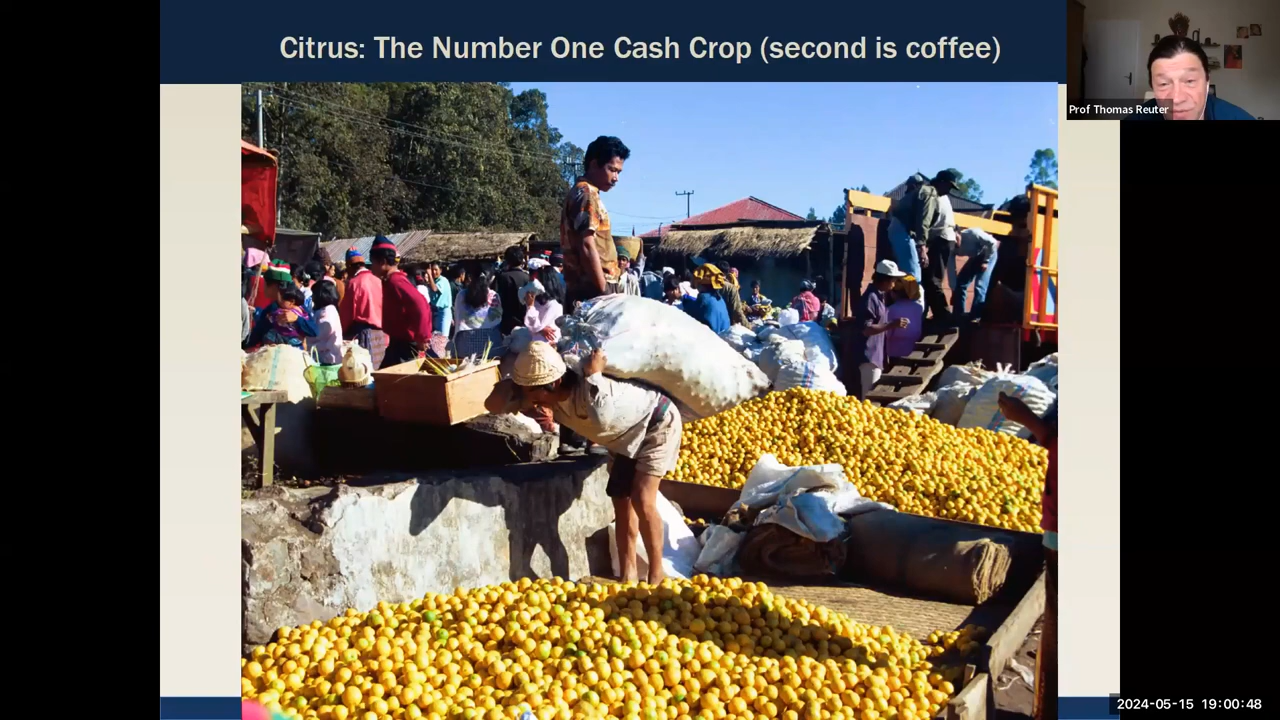 Citrus: The Number One Cash Crop (second is coffee)
Prof Thomas Reuter
2024-05-15 19:00:48